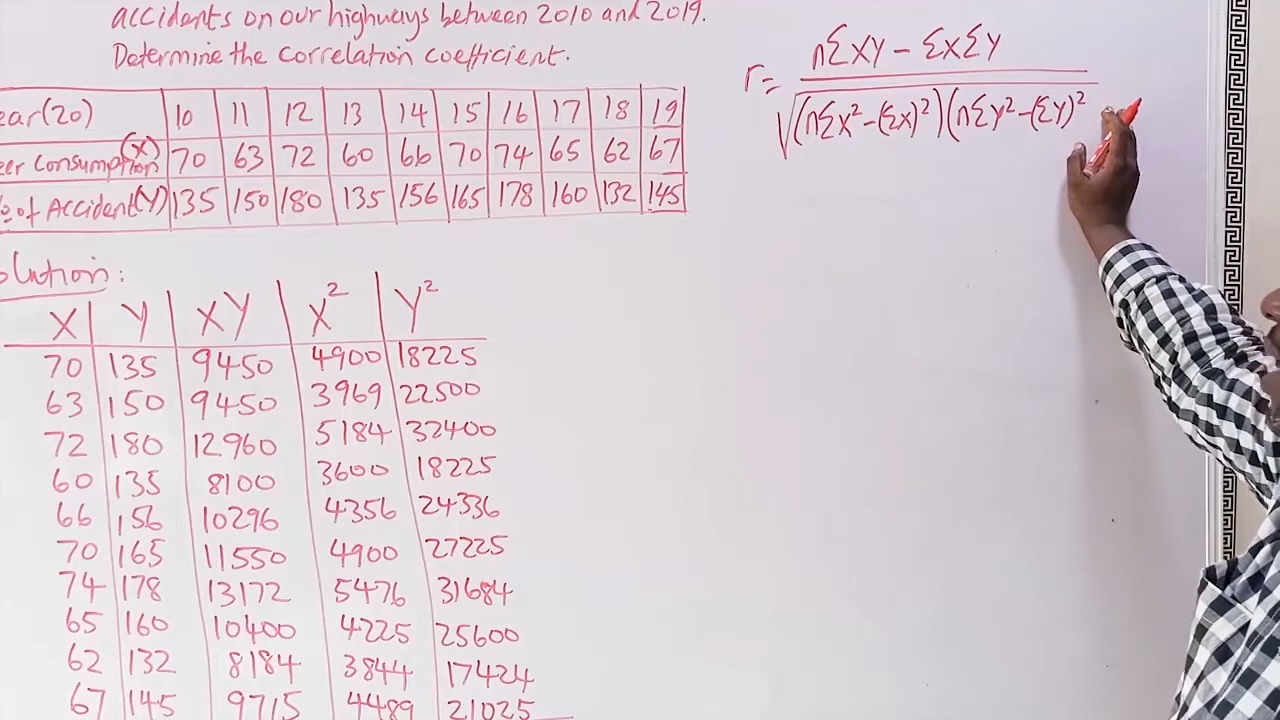 accidents on our highways between 2010 and 2019.
Determine the correlation coefficient.
ear(20) 10 11 12 13 14 15 16 17 18 19
eer Consumption (X) 70 63 72 60 66 70 74 65 62 67
º of Accident (Y) 135 150 180 135 156 165 178 160 132 145
r = nΣXY - ΣXΣY
√(nΣX²-(Σx)²)(nΣY²-(ΣY)²
olution:
X Y XY X² Y²
70 135 9450 4900 18225
63 150 9450 3969 22500
72 180 12960 5184 32400
60 135 8100 3600 18225
66 156 10296 4356 24336
70 165 11550 4900 27225
74 178 13172 5476 31684
65 160 10400 4225 25600
62 132 8184 3844 17424
67 145 9715 4489 21025